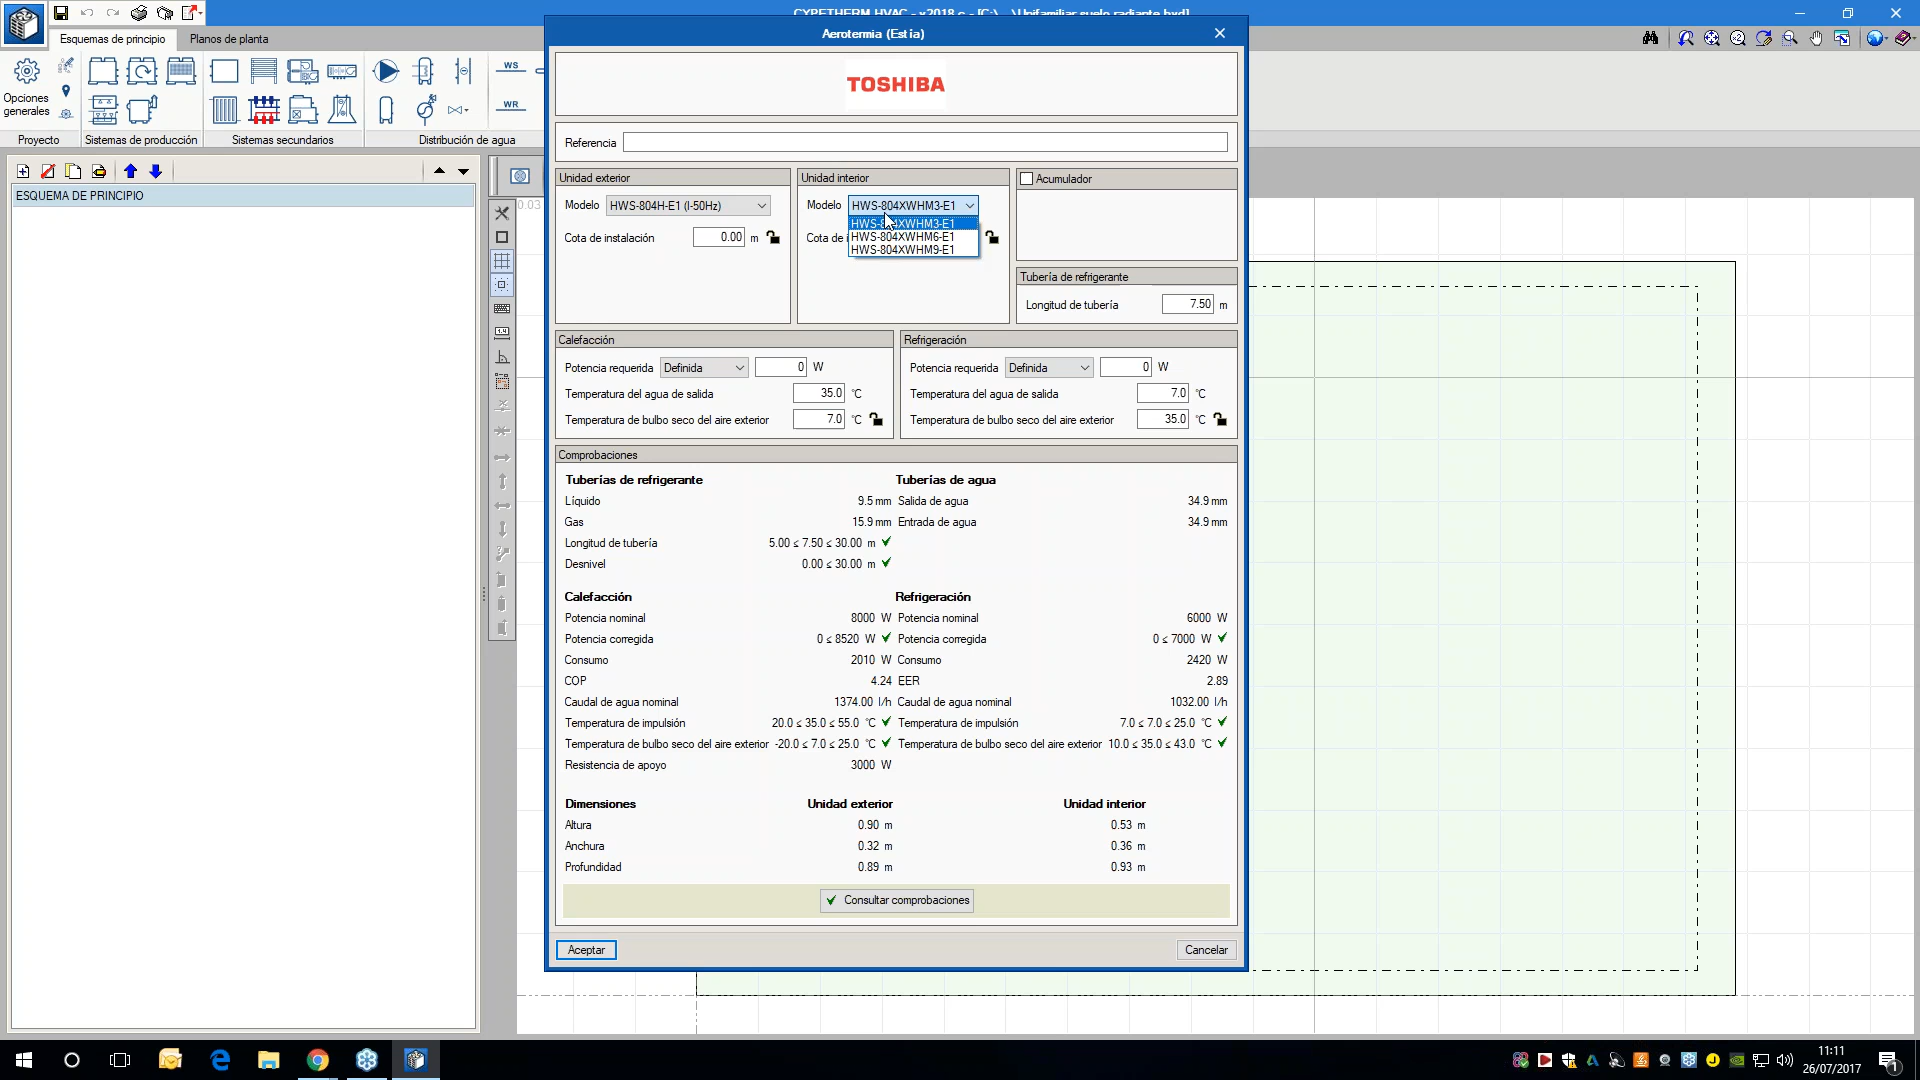 CYPETHERM HVAC - v2018.c - [C:\...\Unifamiliar suelo radiante.hxd]
Aerotermia (Estia)
Esquemas de principio
Planos de planta
WS
WR
Opciones
generales
Proyecto
Sistemas de producción
Sistemas secundarios
Distribución de agua
ESQUEMA DE PRINCIPIO
0.03
TOSHIBA
Referencia
Unidad exterior
Modelo HWS-804H-E1 (I-50Hz)
Cota de instalación 0.00 m
Unidad interior
Modelo HWS-804XWHM3-E1
HWS-804XWHM3-E1
Cota de i
HWS-804XWHM6-E1
HWS-804XWHM9-E1
Acumulador
Tubería de refrigerante
Longitud de tubería 7.50 m
Calefacción
Potencia requerida Definida 0 W
Temperatura del agua de salida 35.0 °C
Temperatura de bulbo seco del aire exterior 7.0 °C
Refrigeración
Potencia requerida Definida 0 W
Temperatura del agua de salida 7.0 °C
Temperatura de bulbo seco del aire exterior 35.0 °C
Comprobaciones
Tuberías de refrigerante Tuberías de agua
Líquido 9.5 mm Salida de agua 34.9 mm
Gas 15.9 mm Entrada de agua 34.9 mm
Longitud de tubería 5.00 ≤ 7.50 ≤ 30.00 m
Desnivel 0.00 ≤ 30.00 m
Calefacción Refrigeración
Potencia nominal 8000 W Potencia nominal 6000 W
Potencia corregida 0 ≤ 8520 W Potencia corregida 0 ≤ 7000 W
Consumo 2010 W Consumo 2420 W
COP 4.24 EER 2.89
Caudal de agua nominal 1374.00 l/h Caudal de agua nominal 1032.00 l/h
Temperatura de impulsión 20.0 ≤ 35.0 ≤ 55.0 °C Temperatura de impulsión 7.0 ≤ 7.0 ≤ 25.0 °C
Temperatura de bulbo seco del aire exterior -20.0 ≤ 7.0 ≤ 25.0 °C Temperatura de bulbo seco del aire exterior 10.0 ≤ 35.0 ≤ 43.0 °C
Resistencia de apoyo 3000 W
Dimensiones Unidad exterior Unidad interior
Altura 0.90 m 0.53 m
Anchura 0.32 m 0.36 m
Profundidad 0.89 m 0.93 m
Consultar comprobaciones
Aceptar Cancelar
11:11
26/07/2017
1